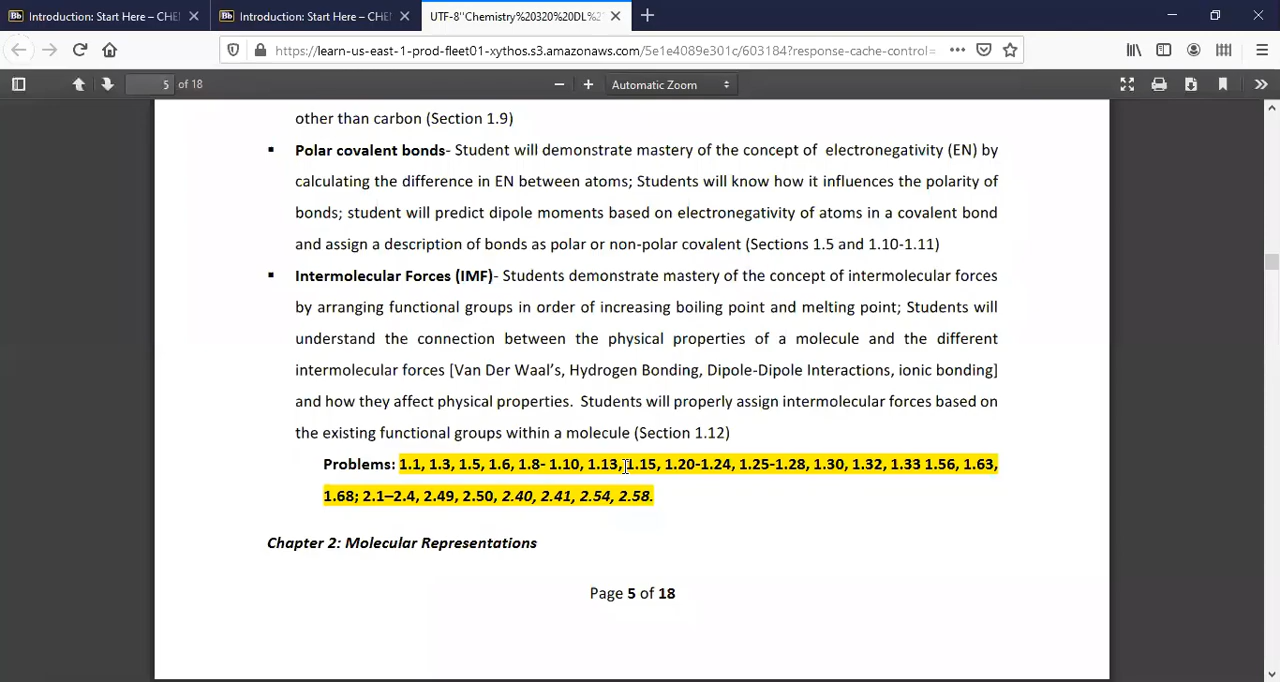 Introduction: Start Here – CHE
Introduction: Start Here – CHE
UTF-8''Chemistry%20320%20DL%2
https://learn-us-east-1-prod-fleet01-xythos.s3.amazonaws.com/5e1e4089e301c/603184?response-cache-control=
5 of 18
Automatic Zoom
other than carbon (Section 1.9)
▪ Polar covalent bonds- Student will demonstrate mastery of the concept of electronegativity (EN) by
calculating the difference in EN between atoms; Students will know how it influences the polarity of
bonds; student will predict dipole moments based on electronegativity of atoms in a covalent bond
and assign a description of bonds as polar or non-polar covalent (Sections 1.5 and 1.10-1.11)
▪ Intermolecular Forces (IMF)- Students demonstrate mastery of the concept of intermolecular forces
by arranging functional groups in order of increasing boiling point and melting point; Students will
understand the connection between the physical properties of a molecule and the different
intermolecular forces [Van Der Waal’s, Hydrogen Bonding, Dipole-Dipole Interactions, ionic bonding]
and how they affect physical properties. Students will properly assign intermolecular forces based on
the existing functional groups within a molecule (Section 1.12)
Problems: 1.1, 1.3, 1.5, 1.6, 1.8- 1.10, 1.13, 1.15, 1.20-1.24, 1.25-1.28, 1.30, 1.32, 1.33 1.56, 1.63,
1.68; 2.1–2.4, 2.49, 2.50, 2.40, 2.41, 2.54, 2.58.
Chapter 2: Molecular Representations
Page 5 of 18